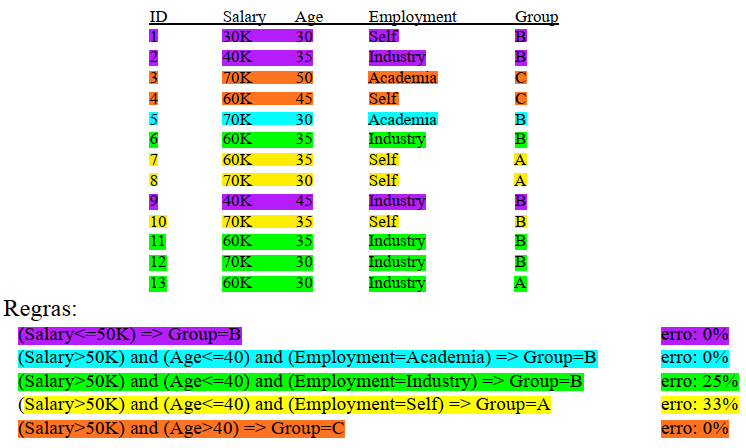 ID Salary Age Employment Group
1 30K 30 Self B
2 40K 35 Industry B
3 70K 50 Academia C
4 60K 45 Self C
5 70K 30 Academia B
6 60K 35 Industry B
7 60K 35 Self A
8 70K 30 Self A
9 40K 45 Industry B
10 70K 35 Self B
11 60K 35 Industry B
12 70K 30 Industry B
13 60K 30 Industry A
Regras:
(Salary<=50K) => Group=B erro: 0%
(Salary>50K) and (Age<=40) and (Employment=Academia) => Group=B erro: 0%
(Salary>50K) and (Age<=40) and (Employment=Industry) => Group=B erro: 25%
(Salary>50K) and (Age<=40) and (Employment=Self) => Group=A erro: 33%
(Salary>50K) and (Age>40) => Group=C erro: 0%